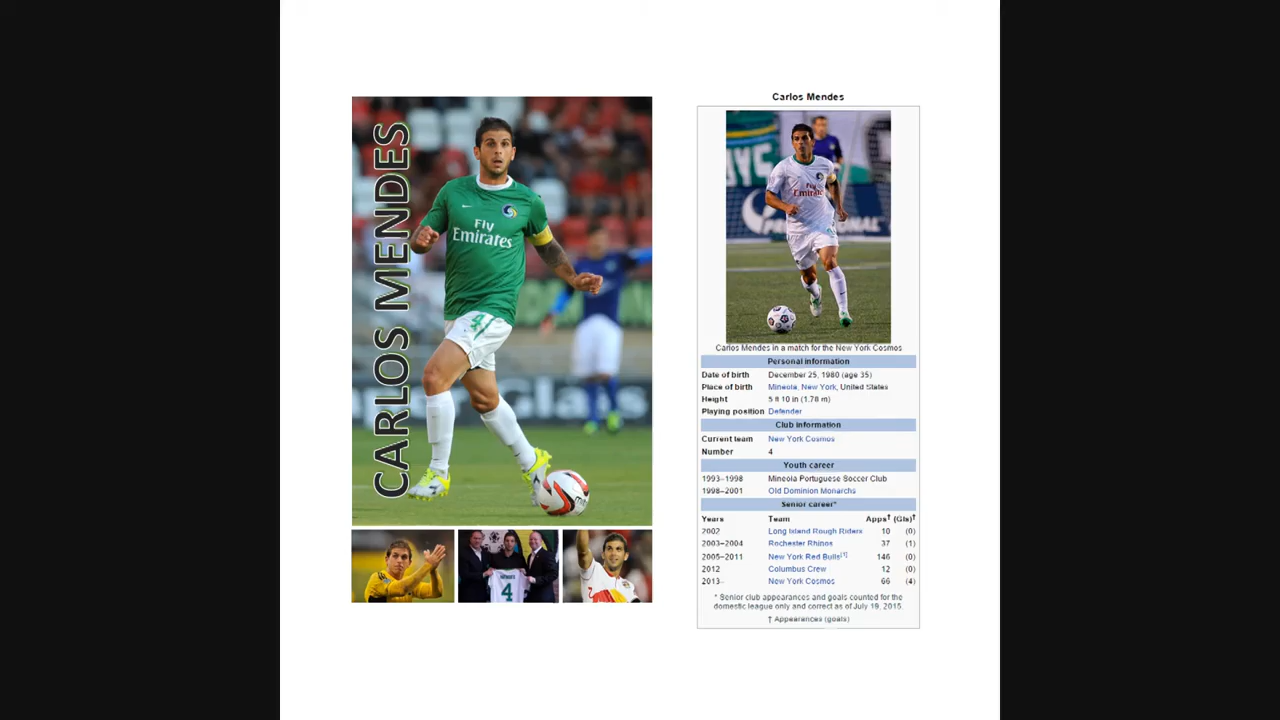 CARLOS MENDES
Fly
Emirates
4
4
Carlos Mendes
Fly
Emirates
Carlos Mendes in a match for the New York Cosmos
Personal information
Date of birth December 25, 1980 (age 35)
Place of birth Mineola, New York, United States
Height 5 ft 10 in (1.78 m)
Playing position Defender
Club information
Current team New York Cosmos
Number 4
Youth career
1993–1998 Mineola Portuguese Soccer Club
1998–2001 Old Dominion Monarchs
Senior career*
Years Team Apps† (Gls)†
2002 Long Island Rough Riders 10 (0)
2003–2004 Rochester Rhinos 37 (1)
2005–2011 New York Red Bulls[1] 146 (0)
2012 Columbus Crew 12 (0)
2013– New York Cosmos 66 (4)
* Senior club appearances and goals counted for the
domestic league only and correct as of July 19, 2015.
† Appearances (goals)